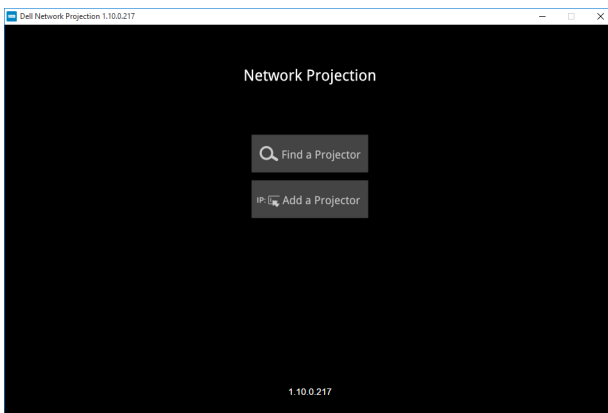 Dell Network Projection 1.10.0.217
Network Projection
Find a Projector
IP: Add a Projector
1.10.0.217